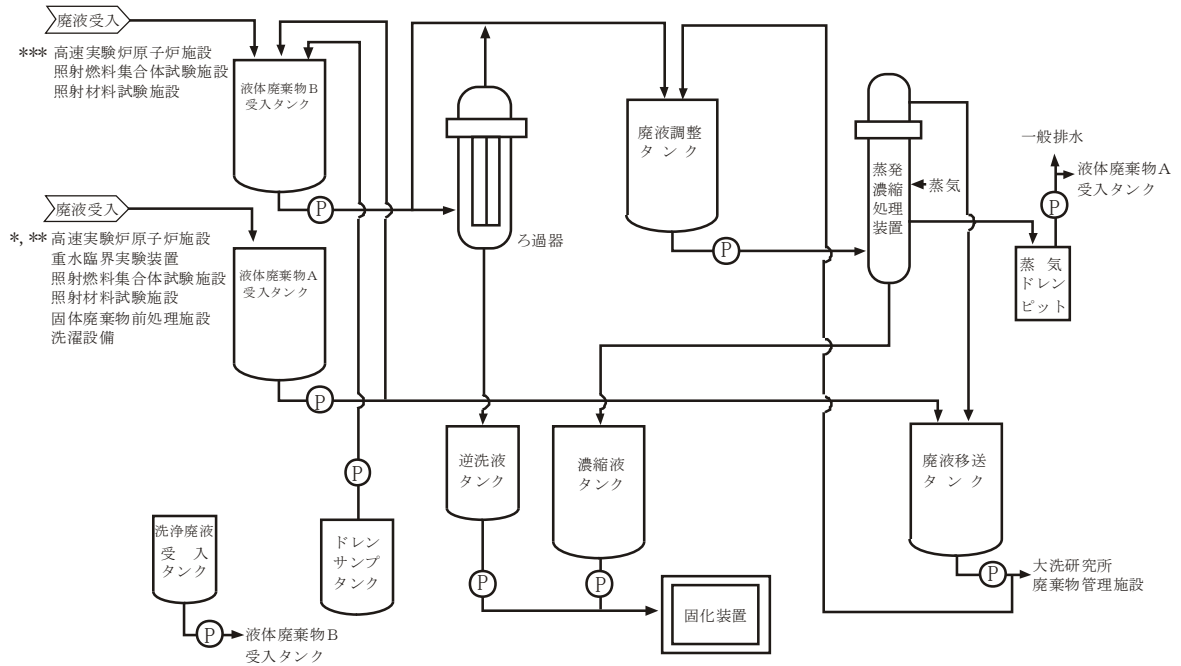 廃液受入
*** 高速実験炉原子炉施設
照射燃料集合体試験施設
照射材料試験施設
液体廃棄物B
受入タンク
P
廃液受入
*, ** 高速実験炉原子炉施設
重水臨界実験装置
照射燃料集合体試験施設
照射材料試験施設
固体廃棄物前処理施設
洗濯設備
液体廃棄物A
受入タンク
P
ろ過器
廃液調整
タンク
P
蒸発
濃縮
処理
装置
蒸気
一般排水
液体廃棄物A
受入タンク
P
蒸気
ドレン
ピット
洗浄廃液
受入
タンク
P
液体廃棄物B
受入タンク
P
ドレン
サンプ
タンク
逆洗液
タンク
P
濃縮液
タンク
P
固化装置
廃液移送
タンク
P
大洗研究所
廃棄物管理施設